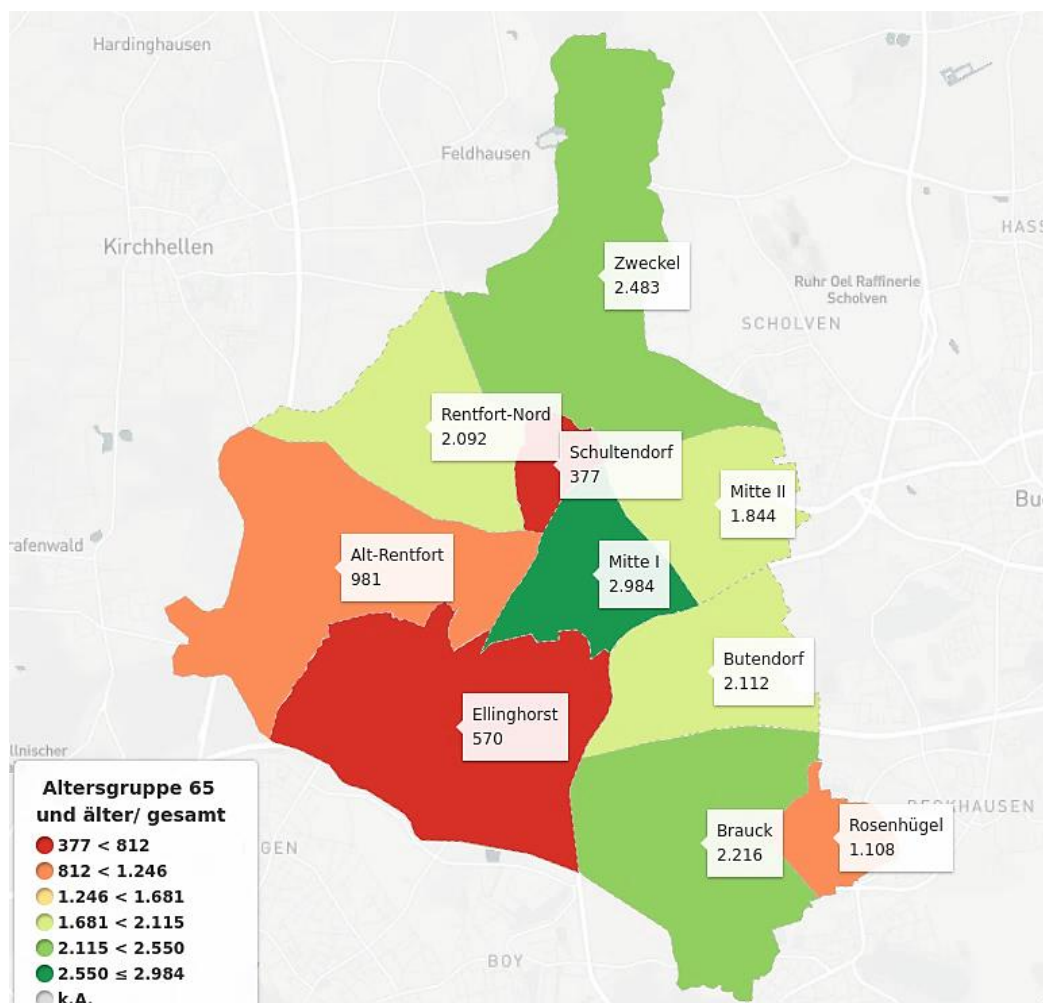 Hardinghausen
Feldhausen
Kirchhellen
HASS
Zweckel
2.483
Ruhr Oel Raffinerie
Scholven
SCHOLVEN
Rentfort-Nord
2.092
Schultendorf
377
Mitte II
1.844
Bu
rafenwald
Alt-Rentfort
981
Mitte I
2.984
Butendorf
2.112
Ellinghorst
570
llnischer
Brauck
2.216
Rosenhügel
1.108
Altersgruppe 65
und älter/ gesamt
377 < 812
812 < 1.246
1.246 < 1.681
1.681 < 2.115
2.115 < 2.550
2.550 ≤ 2.984
k.A.
GEN
BOY